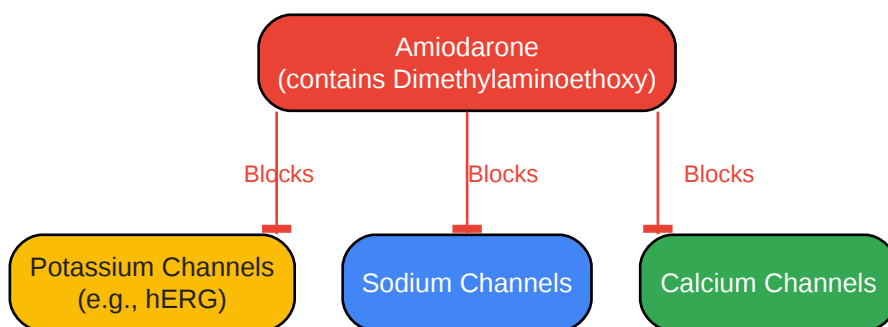 Amiodarone
(contains Dimethylaminoethoxy)
Blocks
Blocks
Blocks
Potassium Channels
(e.g., hERG)
Sodium Channels
Calcium Channels